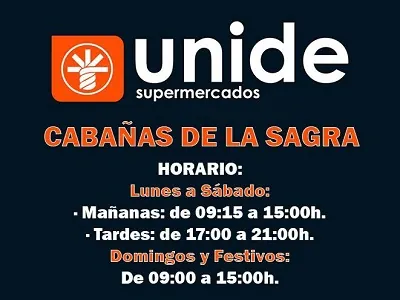 unide
supermercados
CABAÑAS DE LA SAGRA
HORARIO:
Lunes a Sábado:
· Mañanas: de 09:15 a 15:00h.
· Tardes: de 17:00 a 21:00h.
Domingos y Festivos:
De 09:00 a 15:00h.